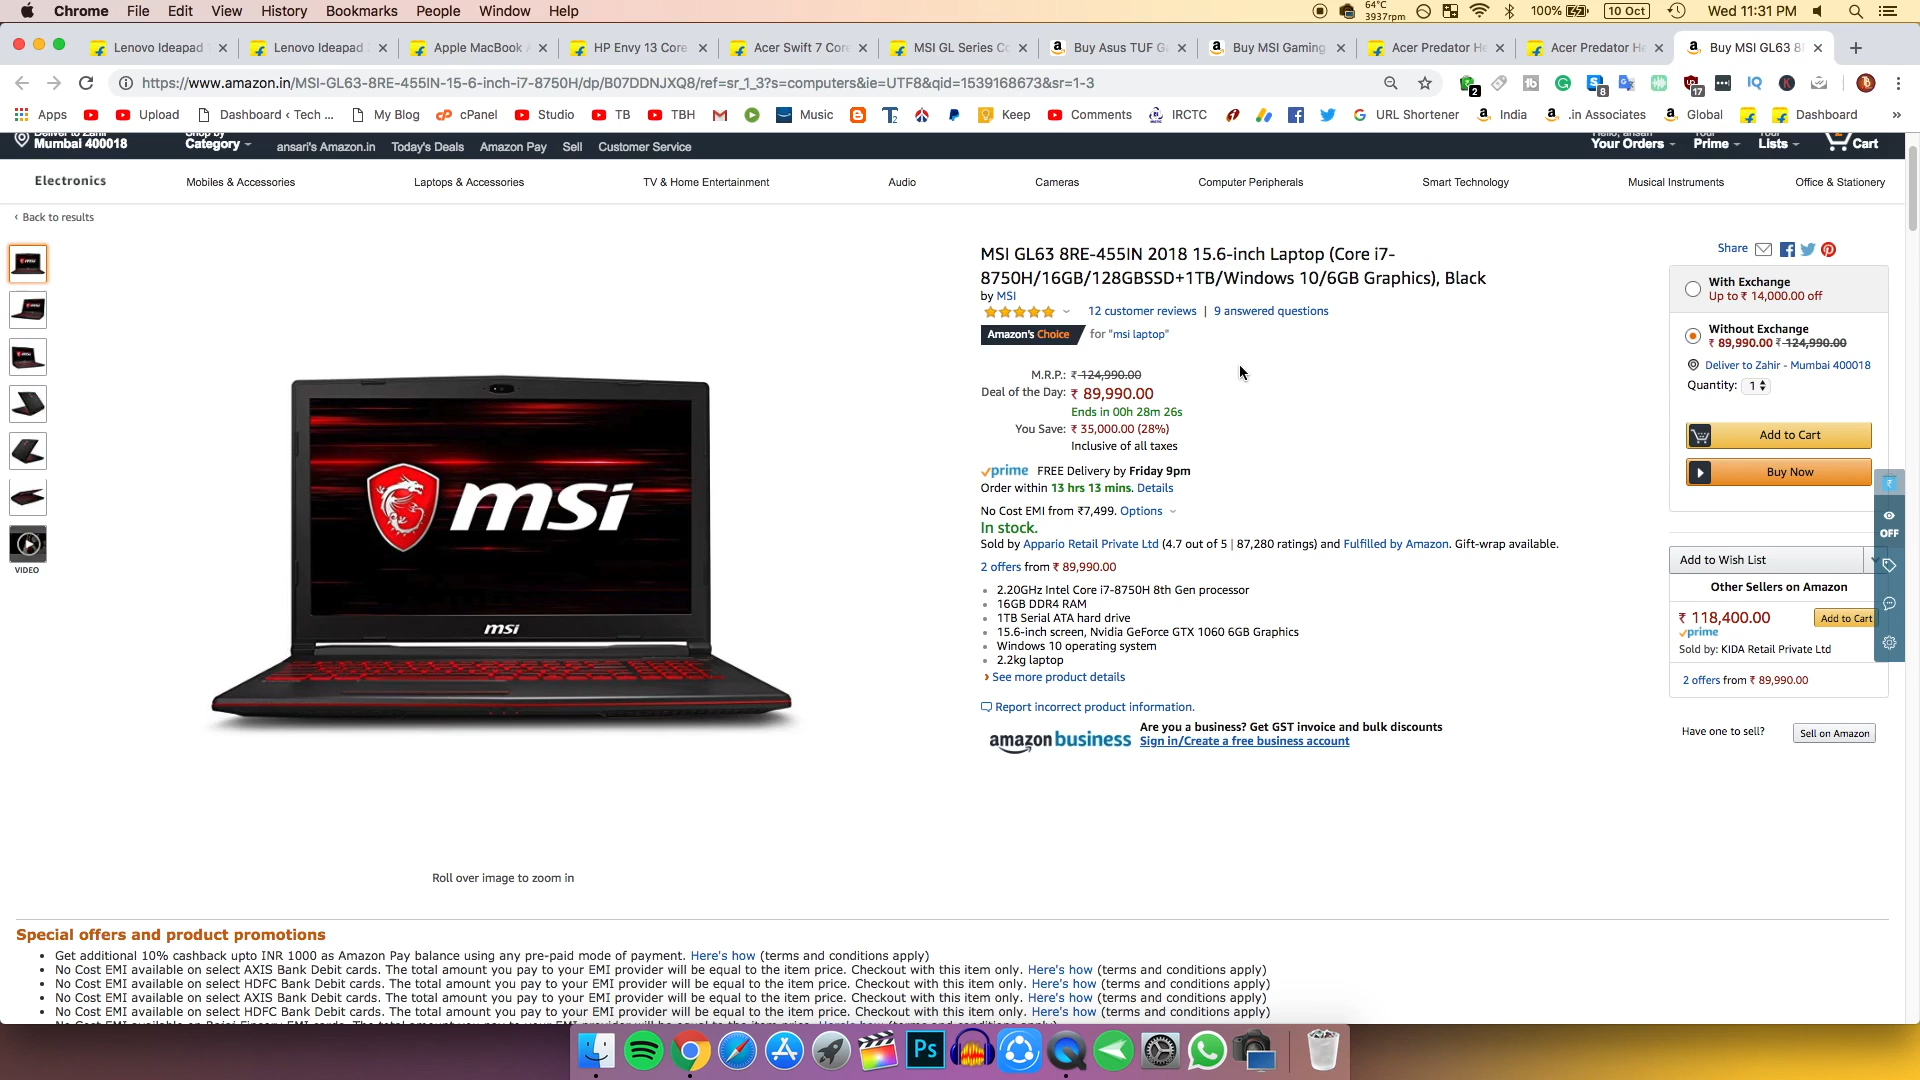 Chrome File Edit View History Bookmarks People Window Help
64°C 3937rpm 100% 10 Oct Wed 11:31 PM
Lenovo Ideapad Lenovo Ideapad Apple MacBook HP Envy 13 Core Acer Swift 7 Core MSI GL Series Co Buy Asus TUF G Buy MSI Gaming Acer Predator He Acer Predator He Buy MSI GL63 8
https://www.amazon.in/MSI-GL63-8RE-455IN-15-6-inch-i7-8750H/dp/B07DDNJXQ8/ref=sr_1_3?s=computers&ie=UTF8&qid=1539168673&sr=1-3
Apps Upload Dashboard ‹ Tech ... My Blog cPanel Studio TB TBH Music Keep Comments IRCTC URL Shortener India .in Associates Global Dashboard »
Deliver to Zahir Shop by Hello, ansari Your Your
Mumbai 400018 Category ansari's Amazon.in Today's Deals Amazon Pay Sell Customer Service Your Orders Prime Lists Cart
Electronics Mobiles & Accessories Laptops & Accessories TV & Home Entertainment Audio Cameras Computer Peripherals Smart Technology Musical Instruments Office & Stationery
‹ Back to results
VIDEO
msi
msi
Roll over image to zoom in
MSI GL63 8RE-455IN 2018 15.6-inch Laptop (Core i7-
8750H/16GB/128GBSSD+1TB/Windows 10/6GB Graphics), Black
by MSI
12 customer reviews | 9 answered questions
Amazon's Choice for "msi laptop"
M.R.P.: ₹ 124,990.00
Deal of the Day: ₹ 89,990.00
Ends in 00h 28m 26s
You Save: ₹ 35,000.00 (28%)
Inclusive of all taxes
prime FREE Delivery by Friday 9pm
Order within 13 hrs 13 mins. Details
No Cost EMI from ₹7,499. Options
In stock.
Sold by Appario Retail Private Ltd (4.7 out of 5 | 87,280 ratings) and Fulfilled by Amazon. Gift-wrap available.
2 offers from ₹ 89,990.00
2.20GHz Intel Core i7-8750H 8th Gen processor
16GB DDR4 RAM
1TB Serial ATA hard drive
15.6-inch screen, Nvidia GeForce GTX 1060 6GB Graphics
Windows 10 operating system
2.2kg laptop
› See more product details
Report incorrect product information.
amazon business Are you a business? Get GST invoice and bulk discounts
Sign in/Create a free business account
Share
With Exchange
Up to ₹ 14,000.00 off
Without Exchange
₹ 89,990.00 ₹ 124,990.00
Deliver to Zahir - Mumbai 400018
Quantity: 1
Add to Cart
Buy Now
OFF
Add to Wish List
Other Sellers on Amazon
₹ 118,400.00 Add to Cart
prime
Sold by: KIDA Retail Private Ltd
2 offers from ₹ 89,990.00
Have one to sell? Sell on Amazon
Special offers and product promotions
Get additional 10% cashback upto INR 1000 as Amazon Pay balance using any pre-paid mode of payment. Here's how (terms and conditions apply)
No Cost EMI available on select AXIS Bank Debit cards. The total amount you pay to your EMI provider will be equal to the item price. Checkout with this item only. Here's how (terms and conditions apply)
No Cost EMI available on select HDFC Bank Debit cards. The total amount you pay to your EMI provider will be equal to the item price. Checkout with this item only. Here's how (terms and conditions apply)
No Cost EMI available on select AXIS Bank Debit cards. The total amount you pay to your EMI provider will be equal to the item price. Checkout with this item only. Here's how (terms and conditions apply)
No Cost EMI available on select HDFC Bank Debit cards. The total amount you pay to your EMI provider will be equal to the item price. Checkout with this item only. Here's how (terms and conditions apply)
Ps